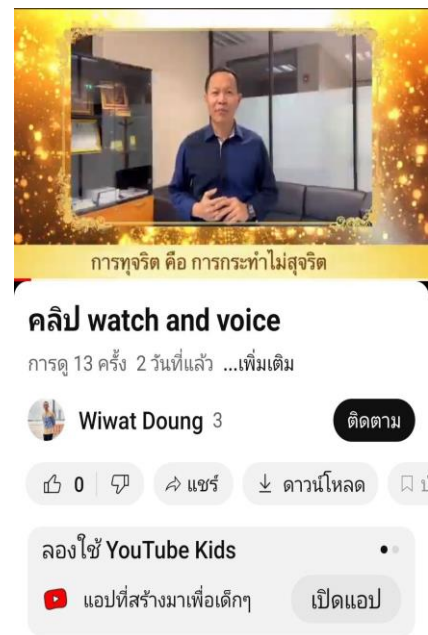 การทุจริต คือ การกระทำไม่สุจริต
คลิป watch and voice
การดู 13 ครั้ง 2 วันที่แล้ว ...เพิ่มเติม
Wiwat Doung 3
ติดตาม
0
แชร์
ดาวน์โหลด
ลองใช้ YouTube Kids
แอปที่สร้างมาเพื่อเด็กๆ
เปิดแอป